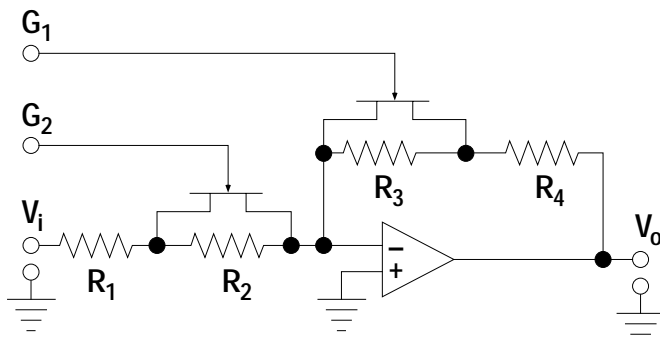 G₁
G₂
R₃
R₄
Vᵢ
Vₒ
R₁
R₂
−
+